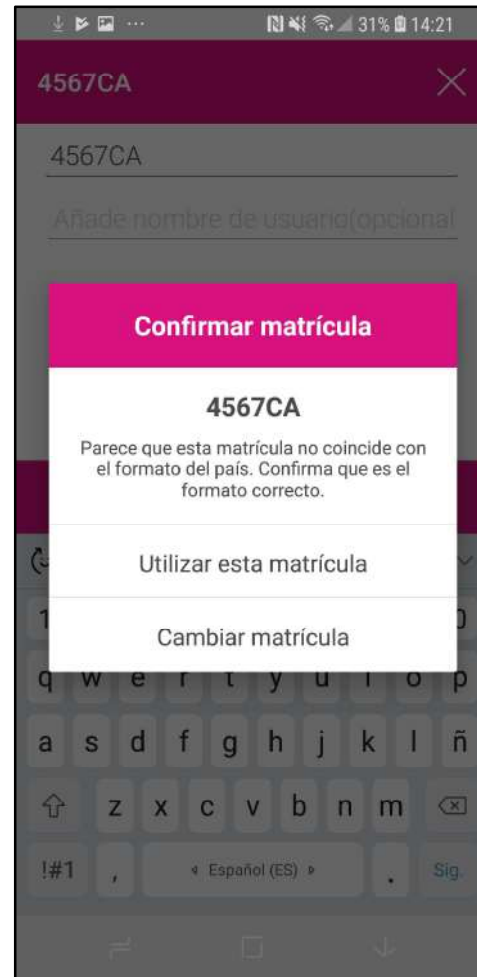 31% 14:21
4567CA
4567CA
Añade nombre de usuario(opcional
Confirmar matrícula
4567CA
Parece que esta matrícula no coincide con
el formato del país. Confirma que es el
formato correcto.
Utilizar esta matrícula
Cambiar matrícula
q w e r t y u i o p
a s d f g h j k l ñ
z x c v b n m
!#1 , Español (ES) . Sig.